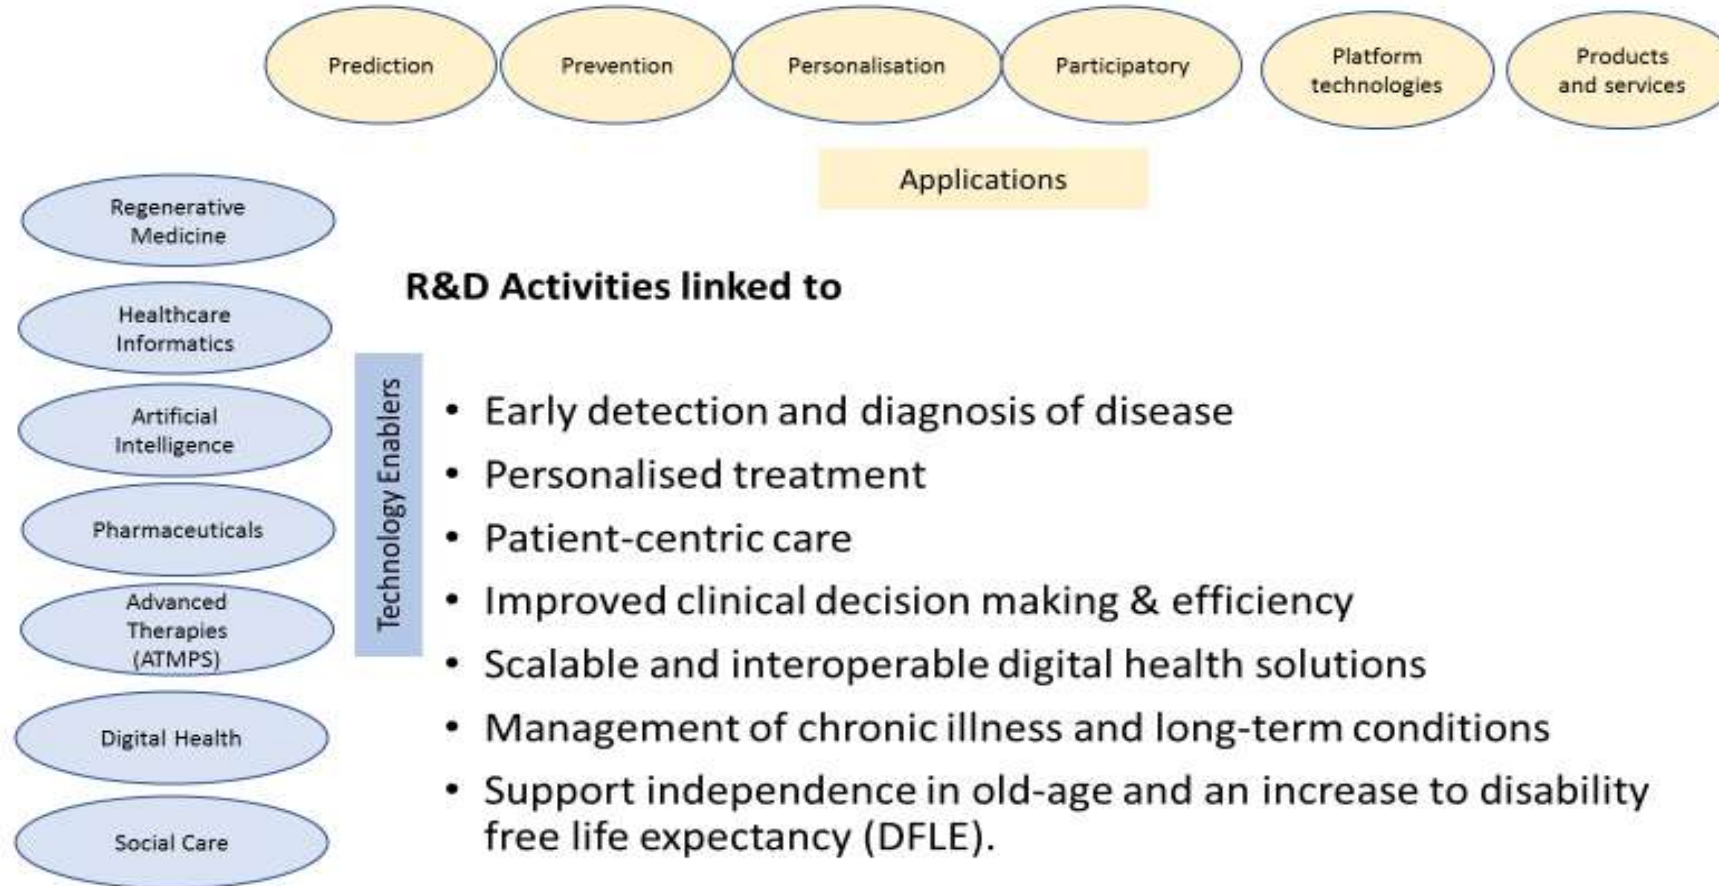 Prediction
Prevention
Personalisation
Participatory
Platform
technologies
Products
and services
Applications
Regenerative
Medicine
Healthcare
Informatics
Artificial
Intelligence
Pharmaceuticals
Advanced
Therapies
(ATMPS)
Digital Health
Social Care
Technology Enablers
R&D Activities linked to
• Early detection and diagnosis of disease
• Personalised treatment
• Patient-centric care
• Improved clinical decision making & efficiency
• Scalable and interoperable digital health solutions
• Management of chronic illness and long-term conditions
• Support independence in old-age and an increase to disability
free life expectancy (DFLE).